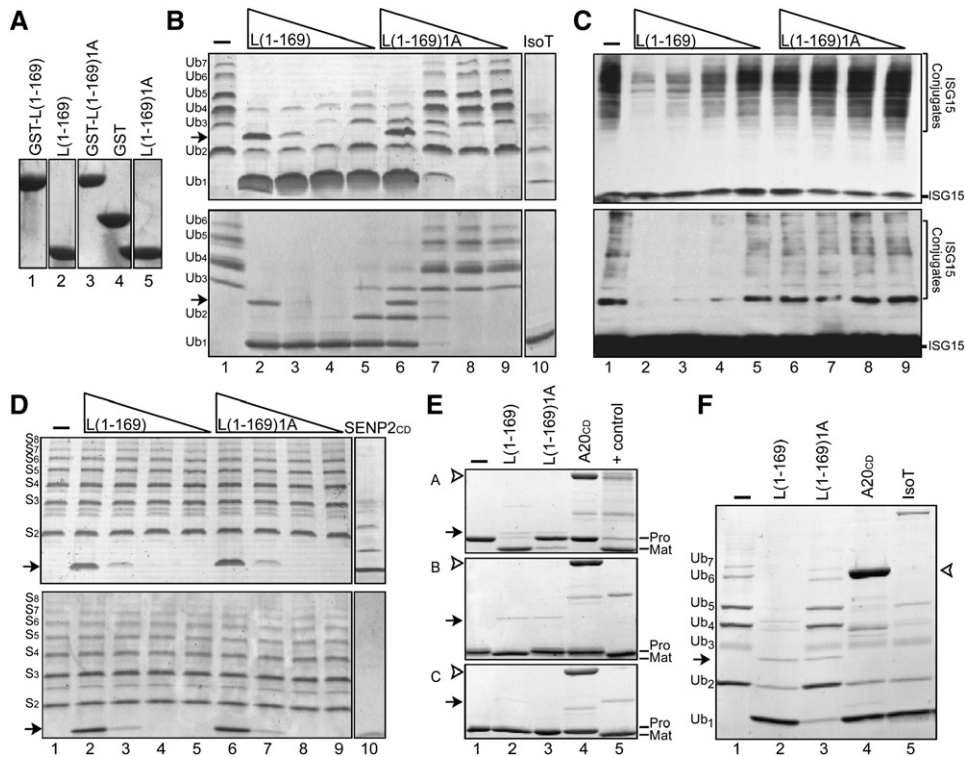 A
GST-L(1-169)
L(1-169)
GST-L(1-169)1A
GST
L(1-169)1A
1 2 3 4 5
B
L(1-169) L(1-169)1A IsoT
Ub7
Ub6
Ub5
Ub4
Ub3
Ub2
Ub1
Ub6
Ub5
Ub4
Ub3
Ub2
Ub1
1 2 3 4 5 6 7 8 9 10
C
L(1-169) L(1-169)1A
ISG15
Conjugates
ISG15
ISG15
Conjugates
ISG15
1 2 3 4 5 6 7 8 9
D
L(1-169) L(1-169)1A SENP2CD
S8
S7
S6
S5
S4
S3
S2
S8
S7
S6
S5
S4
S3
S2
1 2 3 4 5 6 7 8 9 10
E
L(1-169)
L(1-169)1A
A20CD
+ control
A
Pro
Mat
B
Pro
Mat
C
Pro
Mat
1 2 3 4 5
F
L(1-169)
L(1-169)1A
A20CD
IsoT
Ub7
Ub6
Ub5
Ub4
Ub3
Ub2
Ub1
1 2 3 4 5